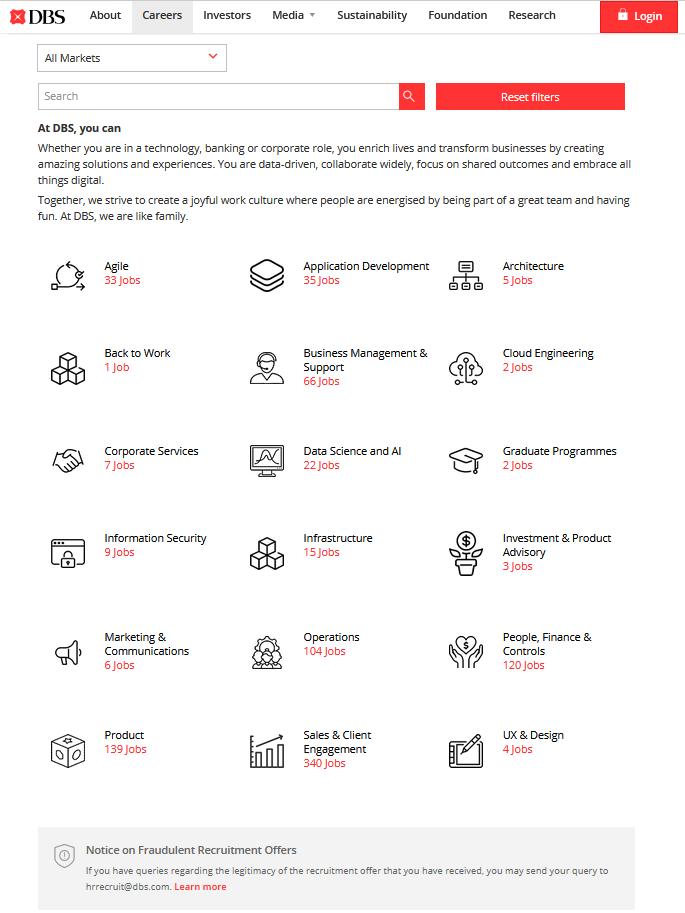 DBS
About
Careers
Investors
Media
Sustainability
Foundation
Research
Login
All Markets
Search
Reset filters
At DBS, you can
Whether you are in a technology, banking or corporate role, you enrich lives and transform businesses by creating
amazing solutions and experiences. You are data-driven, collaborate widely, focus on shared outcomes and embrace all
things digital.
Together, we strive to create a joyful work culture where people are energised by being part of a great team and having
fun. At DBS, we are like family.
Agile
33 Jobs
Application Development
35 Jobs
Architecture
5 Jobs
Back to Work
1 Job
Business Management &
Support
66 Jobs
Cloud Engineering
2 Jobs
Corporate Services
7 Jobs
Data Science and AI
22 Jobs
Graduate Programmes
2 Jobs
Information Security
9 Jobs
Infrastructure
15 Jobs
Investment & Product
Advisory
3 Jobs
Marketing &
Communications
6 Jobs
Operations
104 Jobs
People, Finance &
Controls
120 Jobs
Product
139 Jobs
Sales & Client
Engagement
340 Jobs
UX & Design
4 Jobs
Notice on Fraudulent Recruitment Offers
If you have queries regarding the legitimacy of the recruitment offer that you have received, you may send your query to
hrrecruit@dbs.com. Learn more